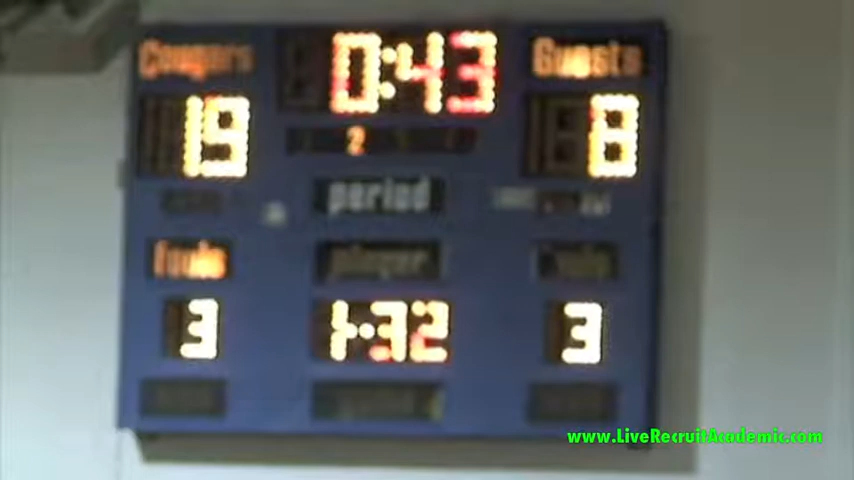 Cougars 0:43 Guests
19 2 8
period
fouls player
3 1-32 3
www.LiveRecruitAcademic.com